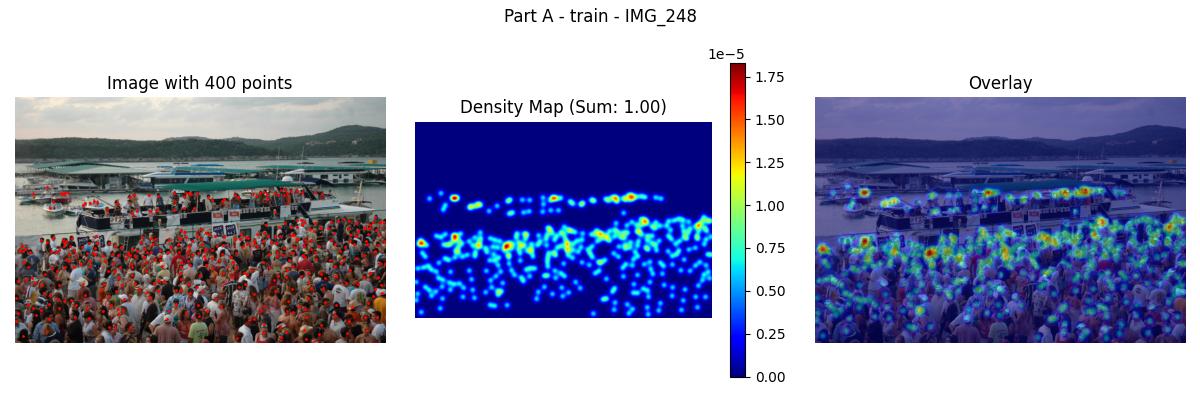 Part A - train - IMG_248
Image with 400 points
Density Map (Sum: 1.00)
1e−5
1.75
1.50
1.25
1.00
0.75
0.50
0.25
0.00
Overlay